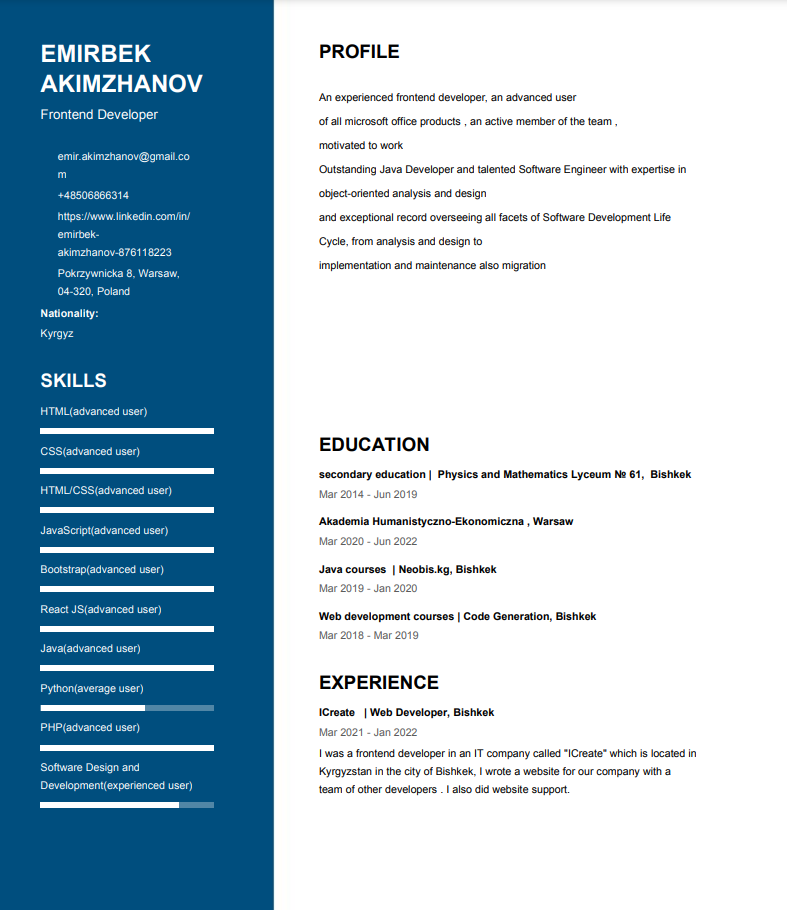 EMIRBEK
AKIMZHANOV
Frontend Developer
emir.akimzhanov@gmail.co
m
+48506866314
https://www.linkedin.com/in/
emirbek-
akimzhanov-876118223
Pokrzywnicka 8, Warsaw,
04-320, Poland
Nationality:
Kyrgyz
SKILLS
HTML(advanced user)
CSS(advanced user)
HTML/CSS(advanced user)
JavaScript(advanced user)
Bootstrap(advanced user)
React JS(advanced user)
Java(advanced user)
Python(average user)
PHP(advanced user)
Software Design and
Development(experienced user)
PROFILE
An experienced frontend developer, an advanced user
of all microsoft office products , an active member of the team ,
motivated to work
Outstanding Java Developer and talented Software Engineer with expertise in
object-oriented analysis and design
and exceptional record overseeing all facets of Software Development Life
Cycle, from analysis and design to
implementation and maintenance also migration
EDUCATION
secondary education |  Physics and Mathematics Lyceum № 61,  Bishkek
Mar 2014 - Jun 2019
Akademia Humanistyczno-Ekonomiczna , Warsaw
Mar 2020 - Jun 2022
Java courses  | Neobis.kg, Bishkek
Mar 2019 - Jan 2020
Web development courses | Code Generation, Bishkek
Mar 2018 - Mar 2019
EXPERIENCE
ICreate   | Web Developer, Bishkek
Mar 2021 - Jan 2022
I was a frontend developer in an IT company called "ICreate" which is located in
Kyrgyzstan in the city of Bishkek, I wrote a website for our company with a
team of other developers . I also did website support.